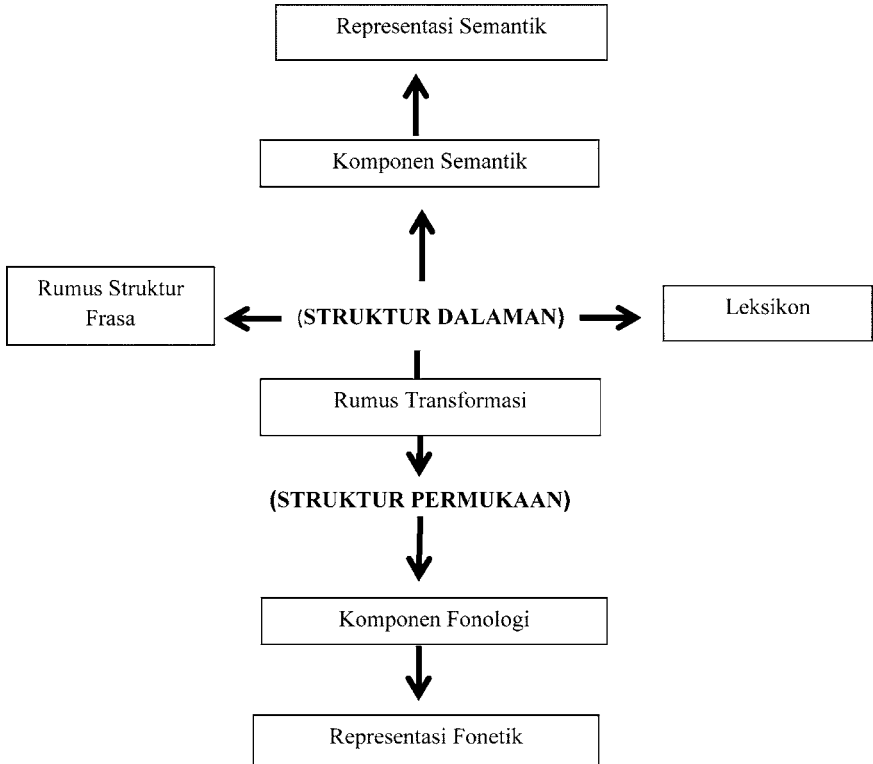 Representasi Semantik
Komponen Semantik
Rumus Struktur
Frasa
(STRUKTUR DALAMAN)
Leksikon
Rumus Transformasi
(STRUKTUR PERMUKAAN)
Komponen Fonologi
Representasi Fonetik